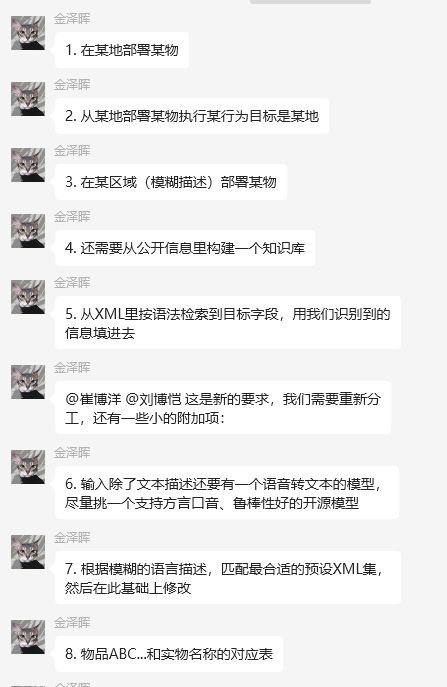 金泽晖
1. 在某地部署某物
金泽晖
2. 从某地部署某物执行某行为目标是某地
金泽晖
3. 在某区域（模糊描述）部署某物
金泽晖
4. 还需要从公开信息里构建一个知识库
金泽晖
5. 从XML里按语法检索到目标字段，用我们识别到的
信息填进去
金泽晖
@崔博洋 @刘博恺 这是新的要求，我们需要重新分
工，还有一些小的附加项：
金泽晖
6. 输入除了文本描述还要有一个语音转文本的模型，
尽量挑一个支持方言口音、鲁棒性好的开源模型
金泽晖
7. 根据模糊的语言描述，匹配最合适的预设XML集，
然后在此基础上修改
金泽晖
8. 物品ABC...和实物名称的对应表